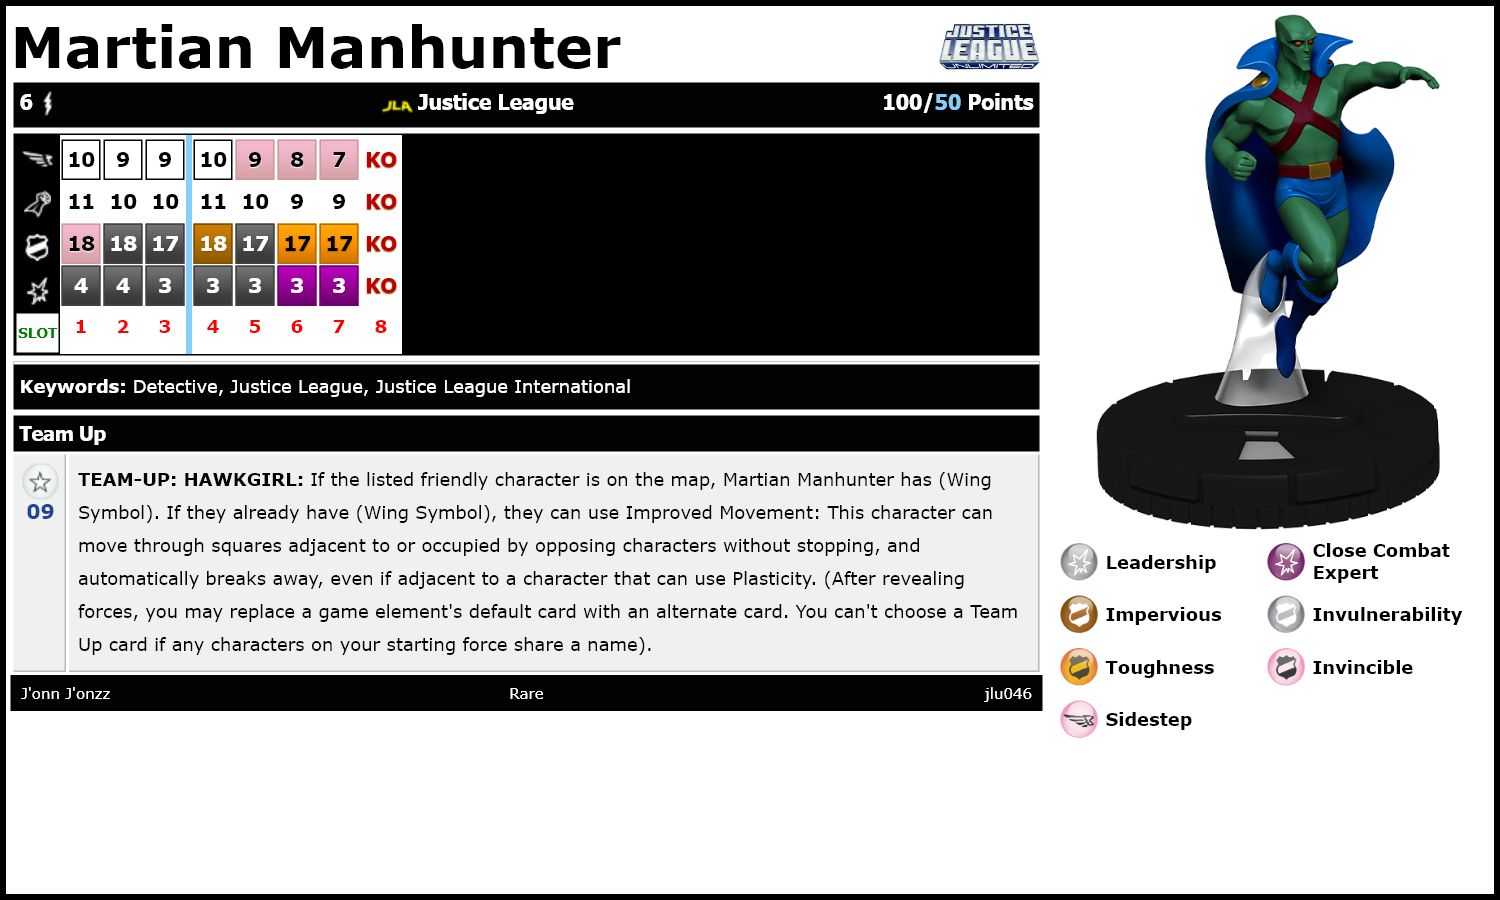 Martian Manhunter
JUSTICE
LEAGUE
UNLIMITED
6 JLA Justice League 100/50 Points
10 9 9 10 9 8 7 KO
11 10 10 11 10 9 9 KO
18 18 17 18 17 17 17 KO
4 4 3 3 3 3 3 KO
SLOT 1 2 3 4 5 6 7 8
Keywords: Detective, Justice League, Justice League International
Team Up
09
TEAM-UP: HAWKGIRL: If the listed friendly character is on the map, Martian Manhunter has (Wing
Symbol). If they already have (Wing Symbol), they can use Improved Movement: This character can
move through squares adjacent to or occupied by opposing characters without stopping, and
automatically breaks away, even if adjacent to a character that can use Plasticity. (After revealing
forces, you may replace a game element's default card with an alternate card. You can't choose a Team
Up card if any characters on your starting force share a name).
J'onn J'onzz Rare jlu046
Leadership
Close Combat
Expert
Impervious
Invulnerability
Toughness
Invincible
Sidestep